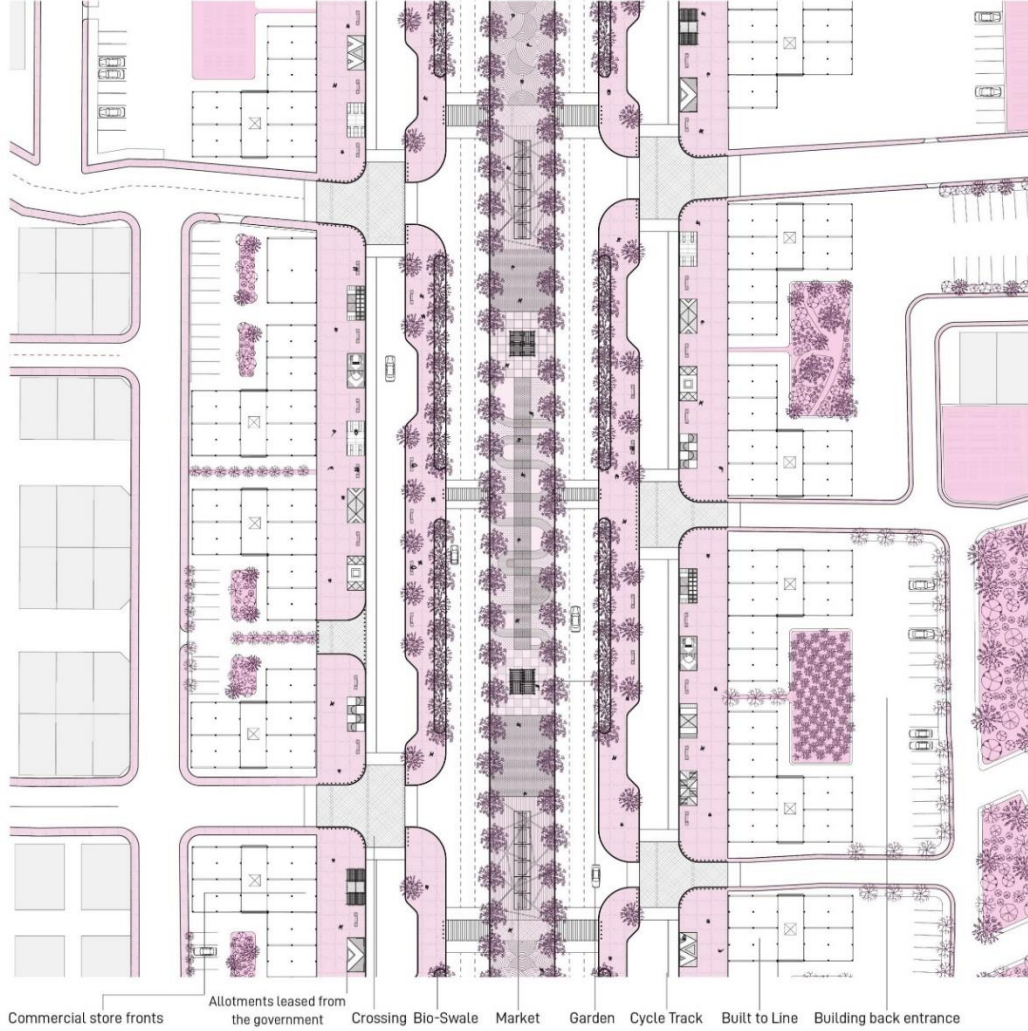 Commercial store fronts
Allotments leased from
the government
Crossing
Bio-Swale
Market
Garden
Cycle Track
Built to Line
Building back entrance